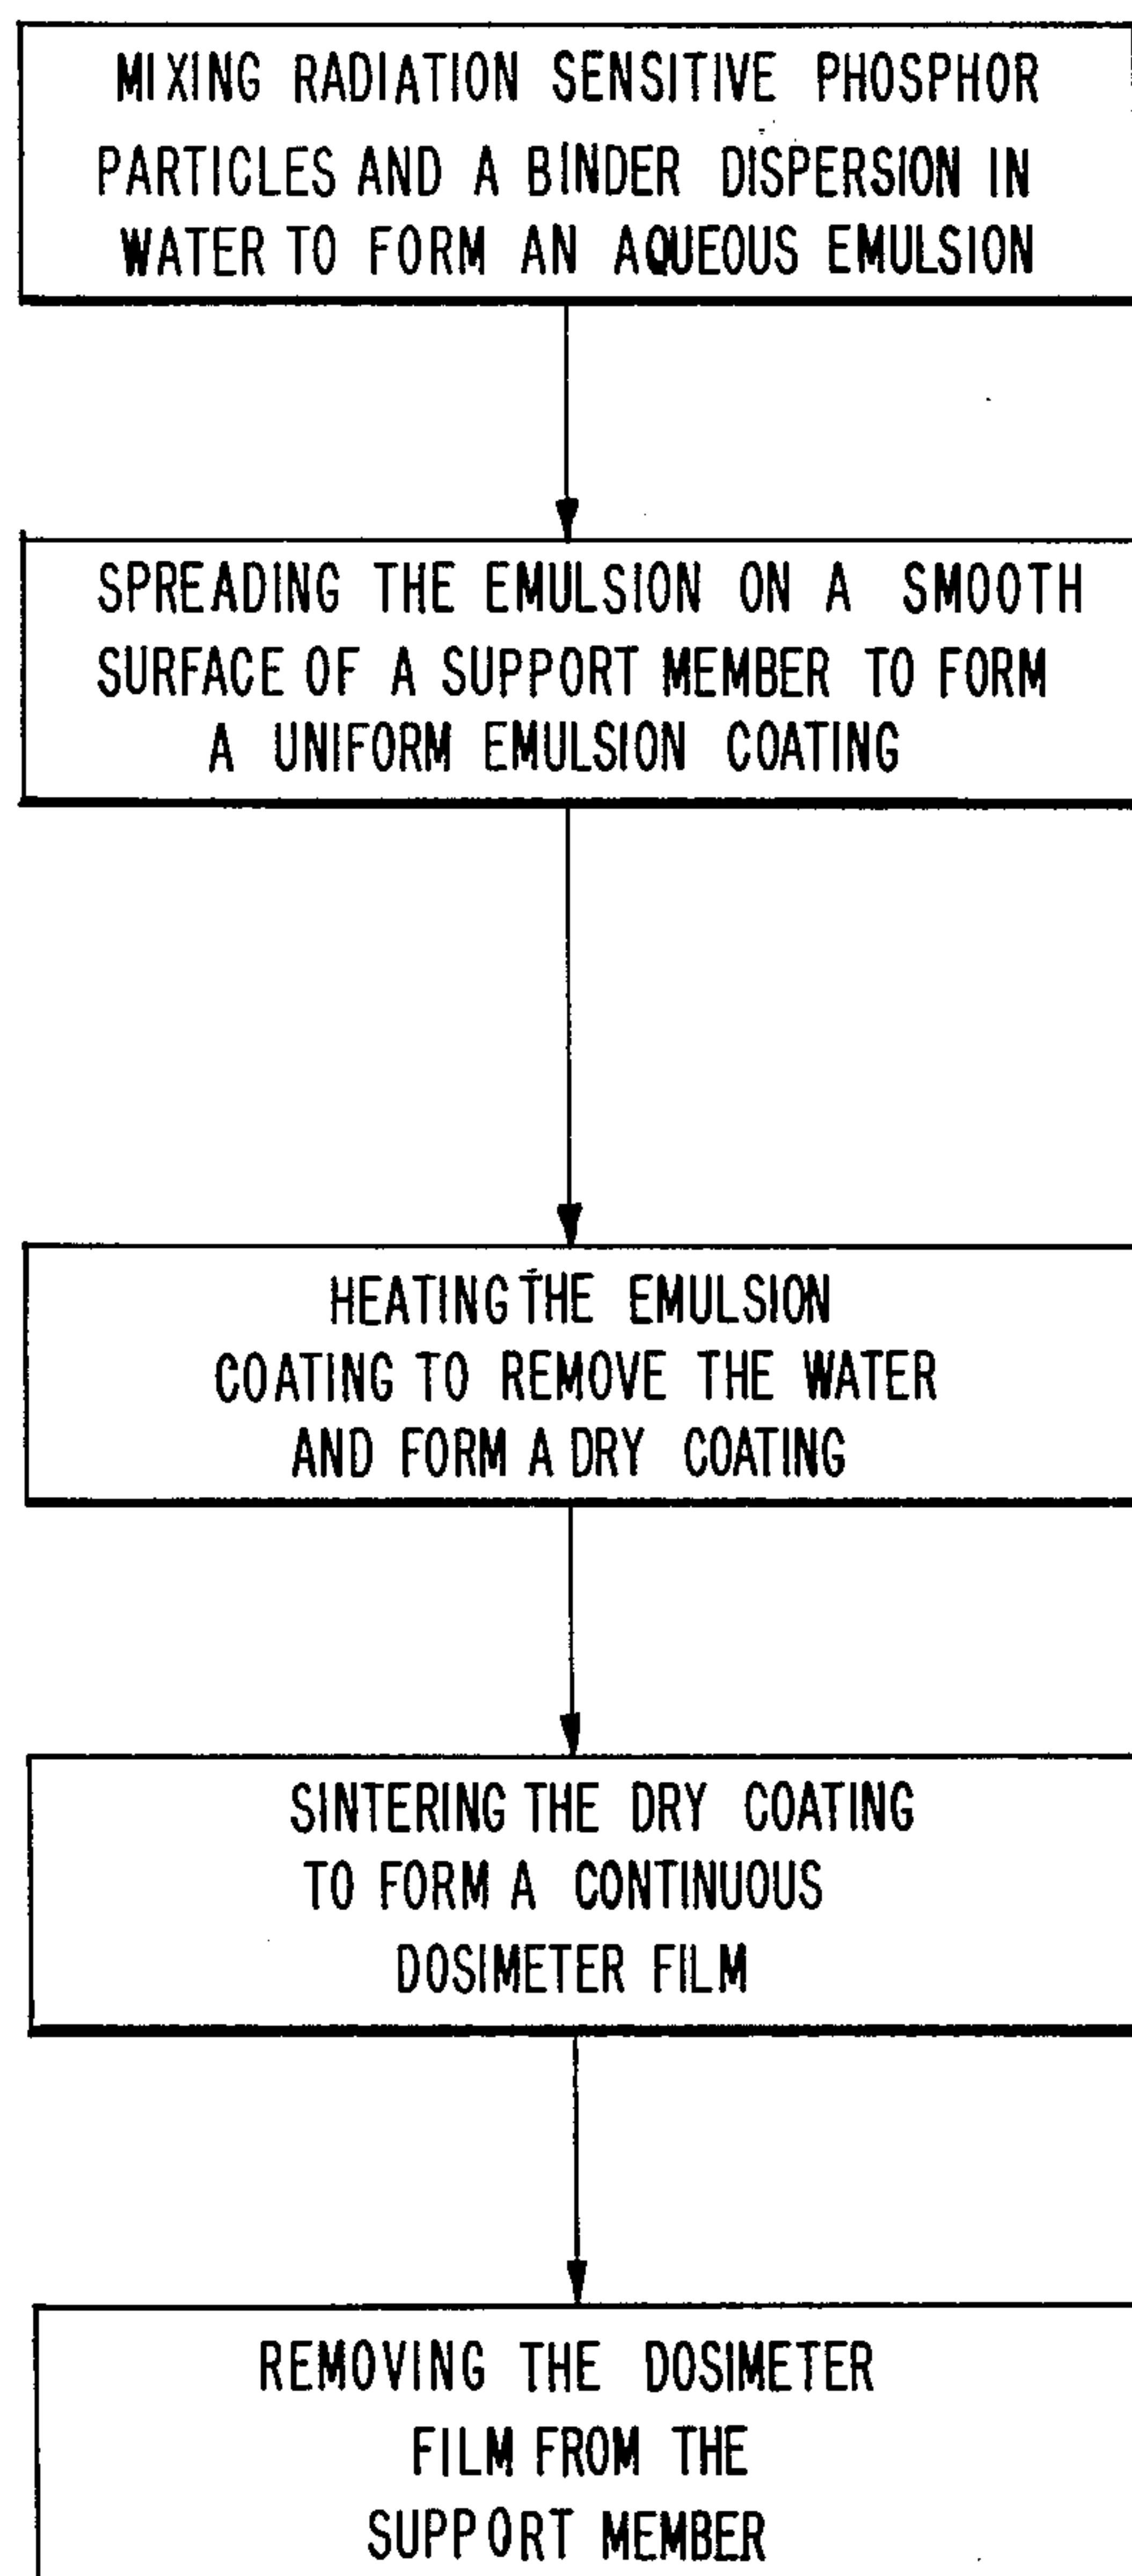 MIXING RADIATION SENSITIVE PHOSPHOR
PARTICLES AND A BINDER DISPERSION IN
WATER TO FORM AN AQUEOUS EMULSION
SPREADING THE EMULSION ON A SMOOTH
SURFACE OF A SUPPORT MEMBER TO FORM
A UNIFORM EMULSION COATING
HEATING THE EMULSION
COATING TO REMOVE THE WATER
AND FORM A DRY COATING
SINTERING THE DRY COATING
TO FORM A CONTINUOUS
DOSIMETER FILM
REMOVING THE DOSIMETER
FILM FROM THE
SUPPORT MEMBER